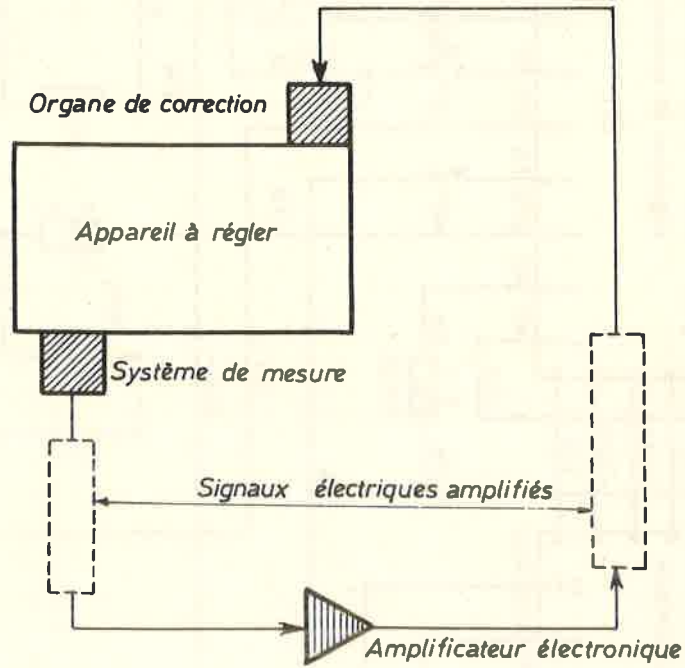 Organe de correction
Appareil à régler
Système de mesure
Signaux électriques amplifiés
Amplificateur électronique